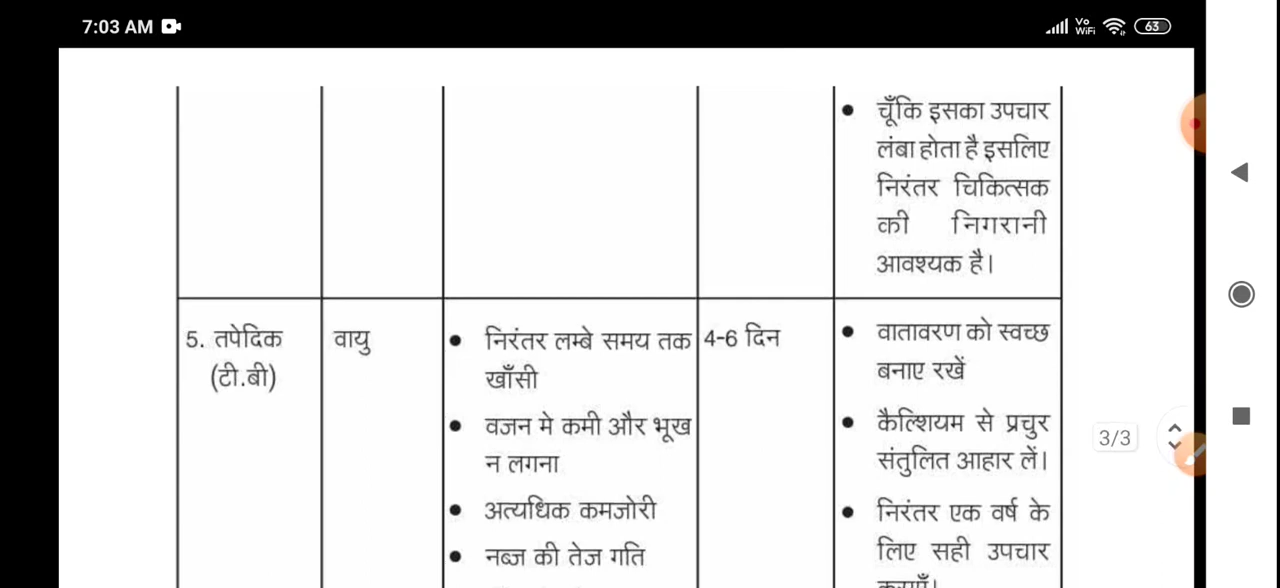 7:03 AM
Vo
WiFi
63
चूँकि इसका उपचार
लंबा होता है इसलिए
निरंतर चिकित्सक
की निगरानी
आवश्यक है।
5. तपेदिक
(टी.बी)
वायु
निरंतर लम्बे समय तक
खाँसी
वजन मे कमी और भूख
न लगना
अत्यधिक कमजोरी
नब्ज की तेज गति
4-6 दिन
वातावरण को स्वच्छ
बनाए रखें
कैल्शियम से प्रचुर
संतुलित आहार लें।
निरंतर एक वर्ष के
लिए सही उपचार
3/3